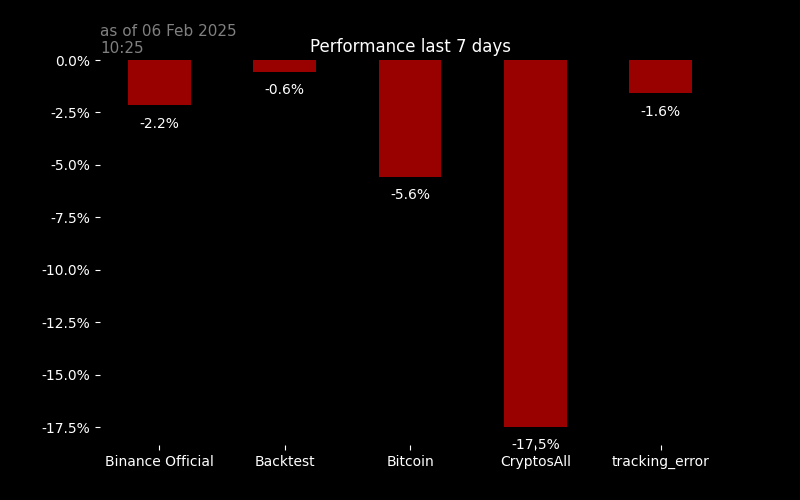 as of 06 Feb 2025
10:25
Performance last 7 days
0.0%
-2.5%
-5.0%
-7.5%
-10.0%
-12.5%
-15.0%
-17.5%
-2.2%
-0.6%
-5.6%
-17.5%
-1.6%
Binance Official
Backtest
Bitcoin
CryptosAll
tracking_error